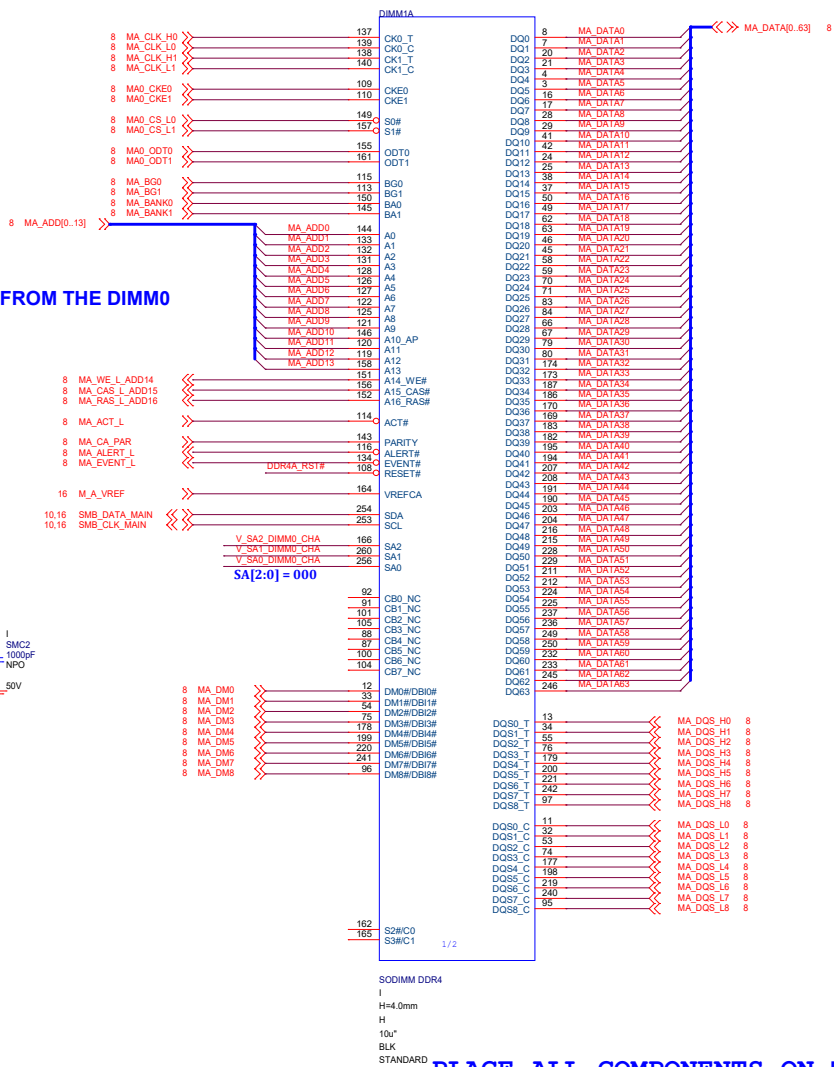 DIMM1A
8 MA_CLK_H0 137 CK0_T
8 MA_CLK_L0 139 CK0_C
8 MA_CLK_H1 138 CK1_T
8 MA_CLK_L1 140 CK1_C
8 MA0_CKE0 109 CKE0
8 MA0_CKE1 110 CKE1
8 MA0_CS_L0 149 S0#
8 MA0_CS_L1 157 S1#
8 MA0_ODT0 155 ODT0
8 MA0_ODT1 161 ODT1
8 MA_BG0 115 BG0
8 MA_BG1 113 BG1
8 MA_BANK0 150 BA0
8 MA_BANK1 145 BA1
8 MA_ADD[0..13]
MA_ADD0 144 A0
MA_ADD1 133 A1
MA_ADD2 132 A2
MA_ADD3 131 A3
MA_ADD4 128 A4
MA_ADD5 126 A5
MA_ADD6 127 A6
MA_ADD7 122 A7
MA_ADD8 125 A8
MA_ADD9 121 A9
MA_ADD10 146 A10_AP
MA_ADD11 120 A11
MA_ADD12 119 A12
MA_ADD13 158 A13
FROM THE DIMM0
8 MA_WE_L_ADD14 151 A14_WE#
8 MA_CAS_L_ADD15 156 A15_CAS#
8 MA_RAS_L_ADD16 152 A16_RAS#
8 MA_ACT_L 114 ACT#
8 MA_CA_PAR 143 PARITY
8 MA_ALERT_L 116 ALERT#
8 MA_EVENT_L 134 EVENT#
DDR4A_RST# 108 RESET#
16 M_A_VREF 164 VREFCA
10,16 SMB_DATA_MAIN 254 SDA
10,16 SMB_CLK_MAIN 253 SCL
V_SA2_DIMM0_CHA 166 SA2
V_SA1_DIMM0_CHA 260 SA1
V_SA0_DIMM0_CHA 256 SA0
SA[2:0] = 000
92 CB0_NC
91 CB1_NC
101 CB2_NC
105 CB3_NC
88 CB4_NC
87 CB5_NC
100 CB6_NC
104 CB7_NC
I
SMC2
1000pF
NPO
50V
8 MA_DM0 12 DM0#/DBI0#
8 MA_DM1 33 DM1#/DBI1#
8 MA_DM2 54 DM2#/DBI2#
8 MA_DM3 75 DM3#/DBI3#
8 MA_DM4 178 DM4#/DBI4#
8 MA_DM5 199 DM5#/DBI5#
8 MA_DM6 220 DM6#/DBI6#
8 MA_DM7 241 DM7#/DBI7#
8 MA_DM8 96 DM8#/DBI8#
162 S2#/C0
165 S3#/C1
1/2
MA_DATA[0..63] 8
DQ0 8 MA_DATA0
DQ1 7 MA_DATA1
DQ2 20 MA_DATA2
DQ3 21 MA_DATA3
DQ4 4 MA_DATA4
DQ5 3 MA_DATA5
DQ6 16 MA_DATA6
DQ7 17 MA_DATA7
DQ8 28 MA_DATA8
DQ9 29 MA_DATA9
DQ10 41 MA_DATA10
DQ11 42 MA_DATA11
DQ12 24 MA_DATA12
DQ13 25 MA_DATA13
DQ14 38 MA_DATA14
DQ15 37 MA_DATA15
DQ16 50 MA_DATA16
DQ17 49 MA_DATA17
DQ18 62 MA_DATA18
DQ19 63 MA_DATA19
DQ20 46 MA_DATA20
DQ21 45 MA_DATA21
DQ22 58 MA_DATA22
DQ23 59 MA_DATA23
DQ24 70 MA_DATA24
DQ25 71 MA_DATA25
DQ26 83 MA_DATA26
DQ27 84 MA_DATA27
DQ28 66 MA_DATA28
DQ29 67 MA_DATA29
DQ30 79 MA_DATA30
DQ31 80 MA_DATA31
DQ32 174 MA_DATA32
DQ33 173 MA_DATA33
DQ34 187 MA_DATA34
DQ35 186 MA_DATA35
DQ36 170 MA_DATA36
DQ37 169 MA_DATA37
DQ38 183 MA_DATA38
DQ39 182 MA_DATA39
DQ40 195 MA_DATA40
DQ41 194 MA_DATA41
DQ42 207 MA_DATA42
DQ43 208 MA_DATA43
DQ44 191 MA_DATA44
DQ45 190 MA_DATA45
DQ46 203 MA_DATA46
DQ47 204 MA_DATA47
DQ48 216 MA_DATA48
DQ49 215 MA_DATA49
DQ50 228 MA_DATA50
DQ51 229 MA_DATA51
DQ52 211 MA_DATA52
DQ53 212 MA_DATA53
DQ54 224 MA_DATA54
DQ55 225 MA_DATA55
DQ56 237 MA_DATA56
DQ57 236 MA_DATA57
DQ58 249 MA_DATA58
DQ59 250 MA_DATA59
DQ60 232 MA_DATA60
DQ61 233 MA_DATA61
DQ62 245 MA_DATA62
DQ63 246 MA_DATA63
DQS0_T 13 MA_DQS_H0 8
DQS1_T 34 MA_DQS_H1 8
DQS2_T 55 MA_DQS_H2 8
DQS3_T 76 MA_DQS_H3 8
DQS4_T 179 MA_DQS_H4 8
DQS5_T 200 MA_DQS_H5 8
DQS6_T 221 MA_DQS_H6 8
DQS7_T 242 MA_DQS_H7 8
DQS8_T 97 MA_DQS_H8 8
DQS0_C 11 MA_DQS_L0 8
DQS1_C 32 MA_DQS_L1 8
DQS2_C 53 MA_DQS_L2 8
DQS3_C 74 MA_DQS_L3 8
DQS4_C 177 MA_DQS_L4 8
DQS5_C 198 MA_DQS_L5 8
DQS6_C 219 MA_DQS_L6 8
DQS7_C 240 MA_DQS_L7 8
DQS8_C 95 MA_DQS_L8 8
SODIMM DDR4
I
H=4.0mm
H
10u"
BLK
STANDARD
PLACE ALL COMPONENTS ON